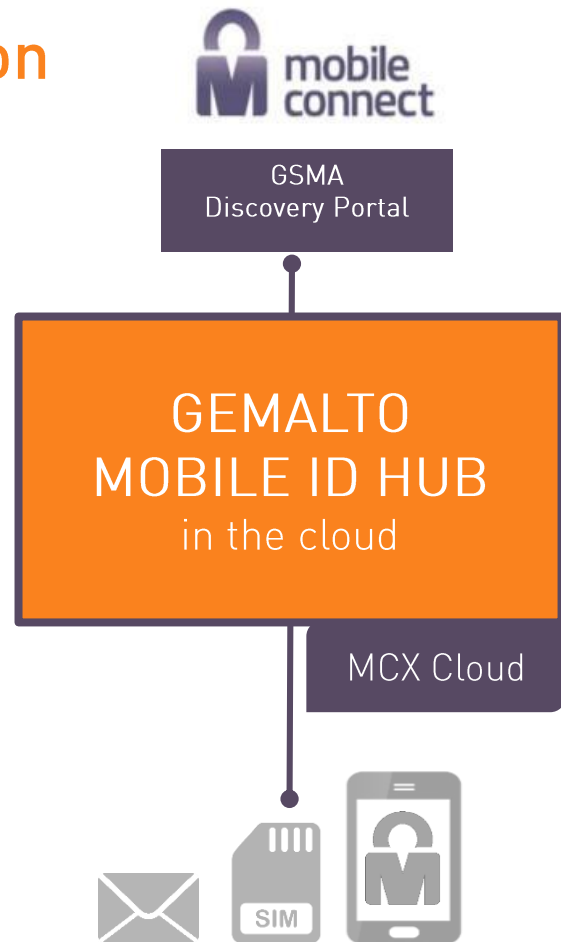 on
mobile
connect
GSMA
Discovery Portal
GEMALTO
MOBILE ID HUB
in the cloud
MCX Cloud
SIM